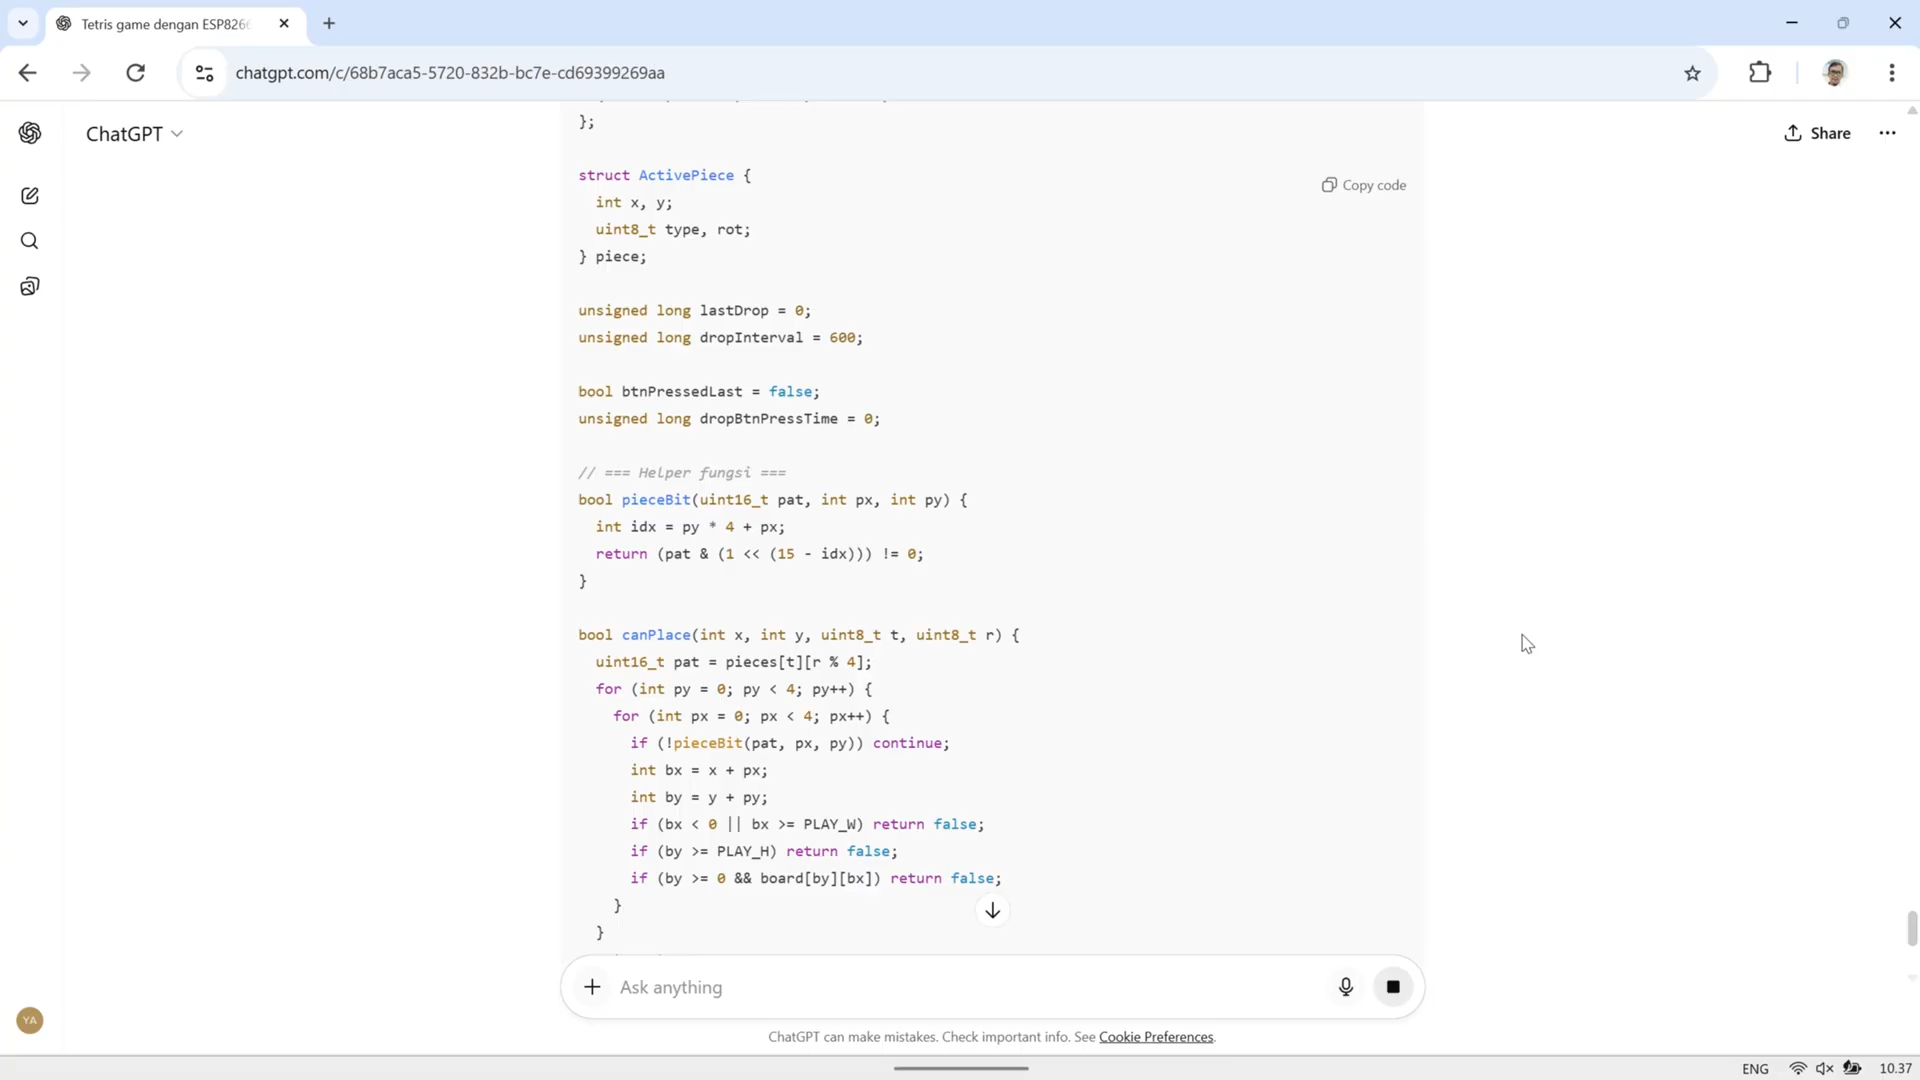 Tetris game dengan ESP826
chatgpt.com/c/68b7aca5-5720-832b-bc7e-cd69399269aa
ChatGPT
Share
};
struct ActivePiece {
Copy code
int x, y;
uint8_t type, rot;
} piece;
unsigned long lastDrop = 0;
unsigned long dropInterval = 600;
bool btnPressedLast = false;
unsigned long dropBtnPressTime = 0;
// === Helper fungsi ===
bool pieceBit(uint16_t pat, int px, int py) {
int idx = py * 4 + px;
return (pat & (1 << (15 - idx))) != 0;
}
bool canPlace(int x, int y, uint8_t t, uint8_t r) {
uint16_t pat = pieces[t][r % 4];
for (int py = 0; py < 4; py++) {
for (int px = 0; px < 4; px++) {
if (!pieceBit(pat, px, py)) continue;
int bx = x + px;
int by = y + py;
if (bx < 0 || bx >= PLAY_W) return false;
if (by >= PLAY_H) return false;
if (by >= 0 && board[by][bx]) return false;
}
}
Ask anything
YA
ChatGPT can make mistakes. Check important info. See Cookie Preferences.
ENG
10.37